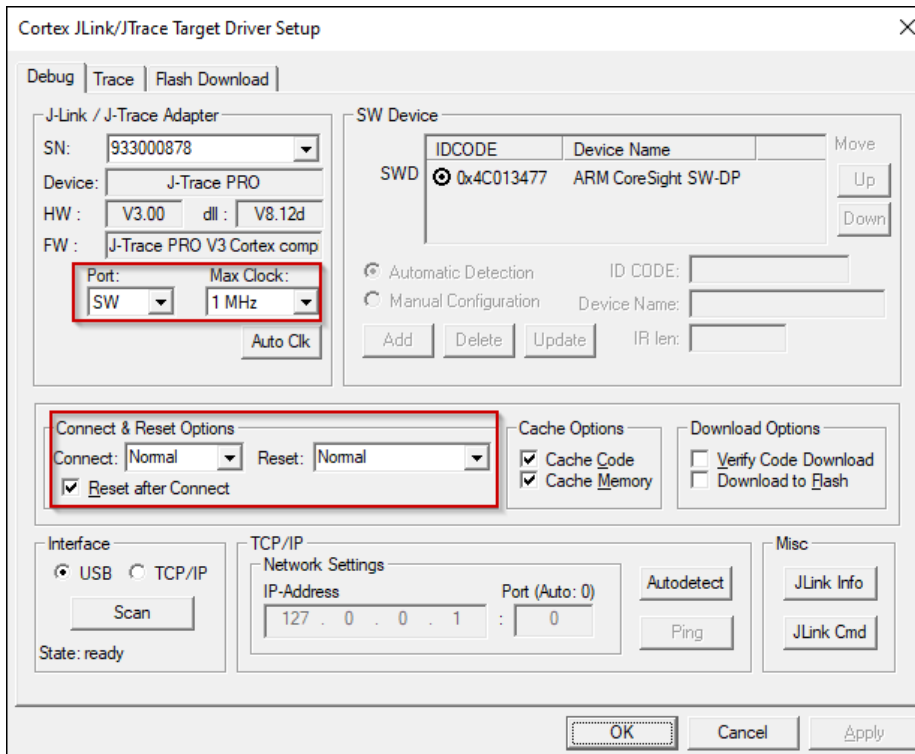 Cortex JLink/JTrace Target Driver Setup
Debug Trace Flash Download
J-Link / J-Trace Adapter
SN: 933000878
Device: J-Trace PRO
HW : V3.00 dll : V8.12d
FW : J-Trace PRO V3 Cortex comp
Port: Max Clock:
SW 1 MHz
Auto Clk
SW Device
IDCODE Device Name
SWD 0x4C013477 ARM CoreSight SW-DP
Move
Up
Down
Automatic Detection ID CODE:
Manual Configuration Device Name:
Add Delete Update IR len:
Connect & Reset Options
Connect: Normal Reset: Normal
Reset after Connect
Cache Options
Cache Code
Cache Memory
Download Options
Verify Code Download
Download to Flash
Interface
USB TCP/IP
Scan
State: ready
TCP/IP
Network Settings
IP-Address Port (Auto: 0)
127 . 0 . 0 . 1 : 0
Autodetect
Ping
Misc
JLink Info
JLink Cmd
OK Cancel Apply